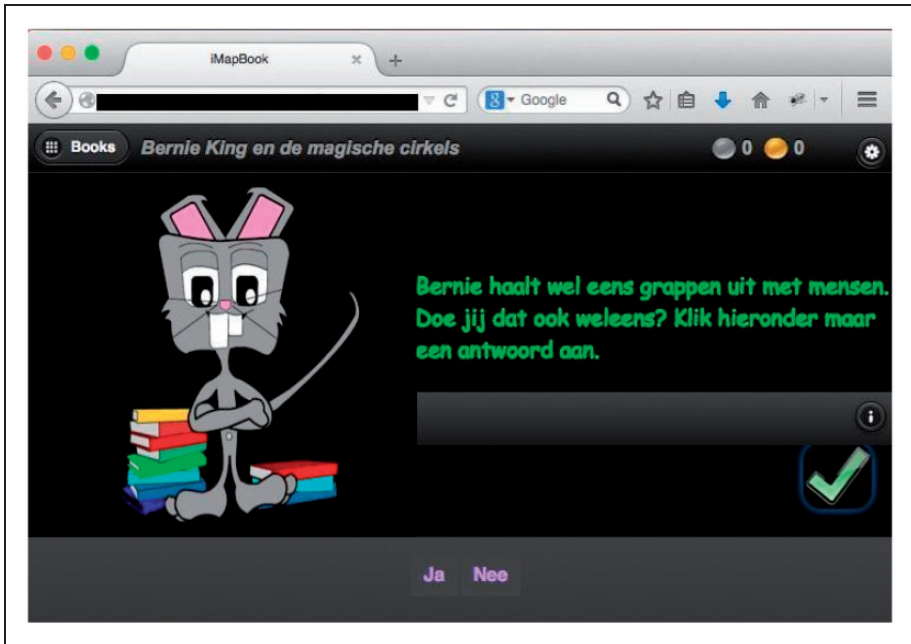 iMapBook
Google
Books
Bernie King en de magische cirkels
0
0
Bernie haalt wel eens grappen uit met mensen.
Doe jij dat ook weleens? Klik hieronder maar
een antwoord aan.
Ja
Nee